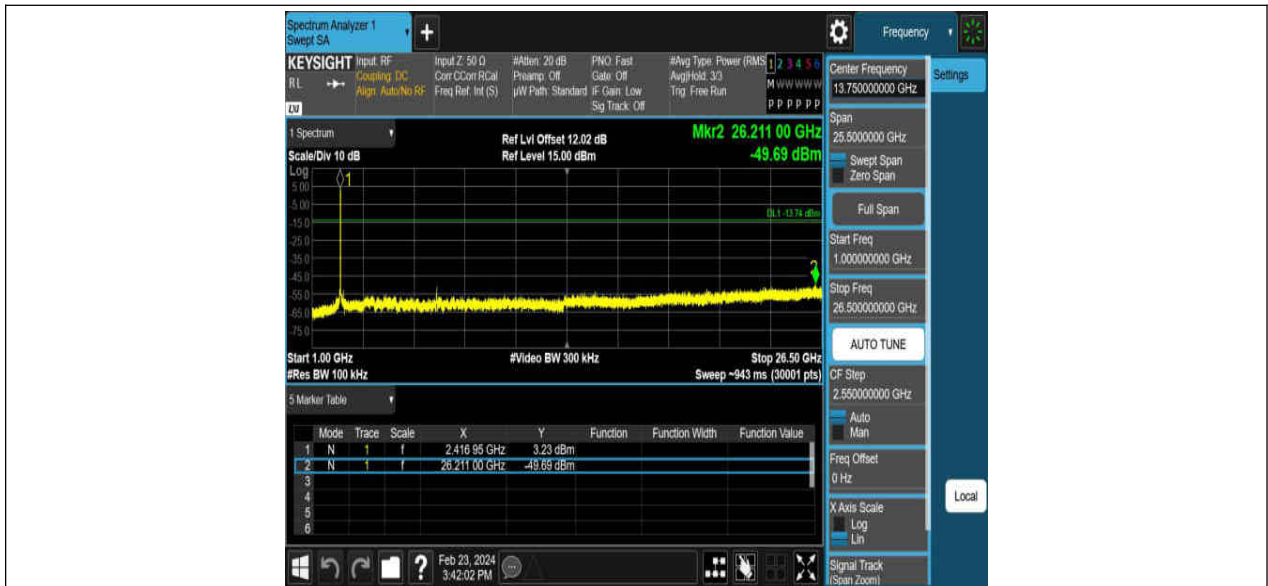 Spectrum Analyzer 1
Swept SA
+
Frequency
KEYSIGHT
RL
LXI
Input: RF
Coupling: DC
Align: Auto/No RF
Input Z: 50 Ω
Corr CCorr RCal
Freq Ref: Int (S)
#Atten: 20 dB
Preamp: Off
µW Path: Standard
PNO: Fast
Gate: Off
IF Gain: Low
Sig Track: Off
#Avg Type: Power (RMS
Avg|Hold: 3/3
Trig: Free Run
1 2 3 4 5 6
M W W W W W
P P P P P P
Center Frequency
13.750000000 GHz
Settings
1 Spectrum
Scale/Div 10 dB
Ref Lvl Offset 12.02 dB
Ref Level 15.00 dBm
Mkr2 26.211 00 GHz
-49.69 dBm
Span
25.5000000 GHz
Swept Span
Zero Span
Full Span
Start Freq
1.000000000 GHz
Stop Freq
26.500000000 GHz
AUTO TUNE
CF Step
2.550000000 GHz
Auto
Man
Freq Offset
0 Hz
X Axis Scale
Log
Lin
Signal Track
(Span Zoom)
Local
Log
1
5.00
-5.00
DL1 -13.74 dBm
-15.0
-25.0
-35.0
-45.0
2
-55.0
-65.0
-75.0
Start 1.00 GHz
#Video BW 300 kHz
Stop 26.50 GHz
#Res BW 100 kHz
Sweep ~943 ms (30001 pts)
5 Marker Table
Mode Trace Scale X Y Function Function Width Function Value
1 N 1 f 2.416 95 GHz 3.23 dBm
2 N 1 f 26.211 00 GHz -49.69 dBm
3
4
5
6
?
Feb 23, 2024
3:42:02 PM